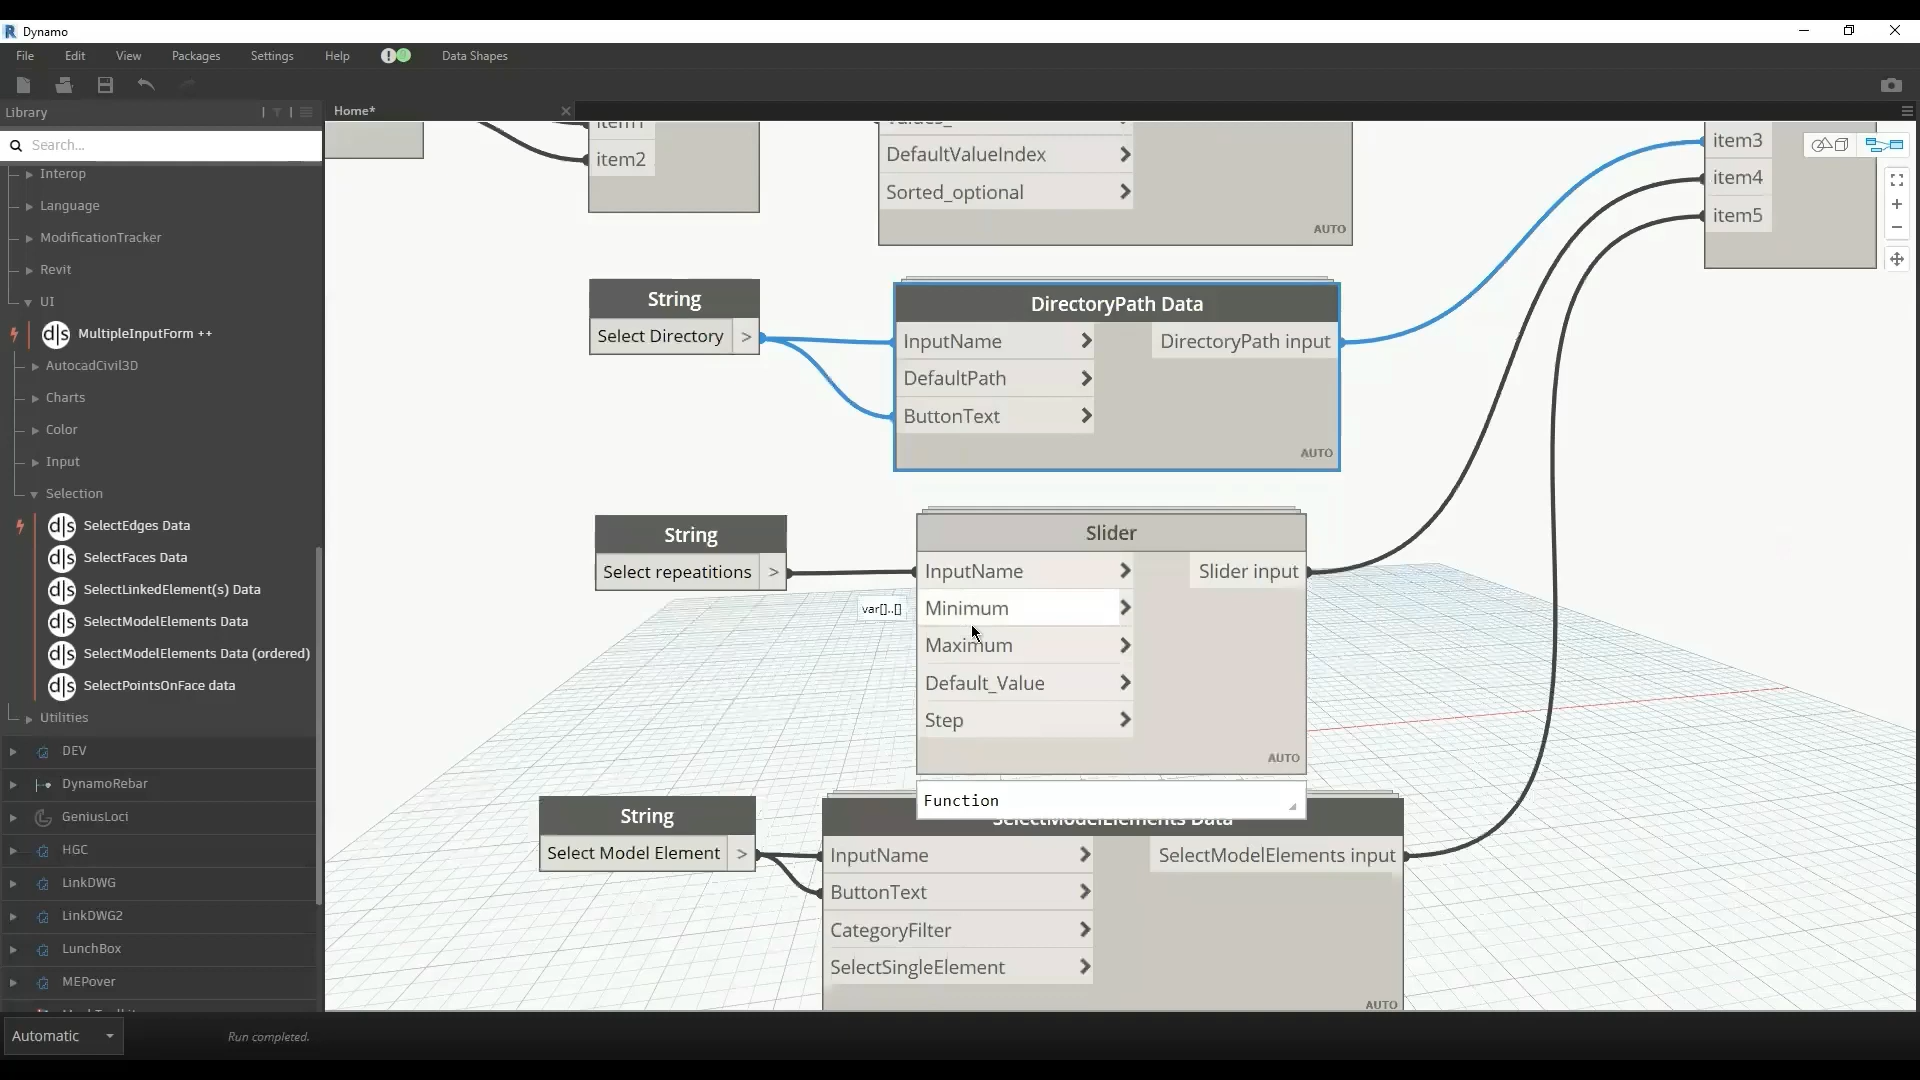 Dynamo
File Edit View Packages Settings Help Data Shapes
Library
Home*
Search...
Interop
Language
ModificationTracker
Revit
UI
d|s MultipleInputForm ++
AutocadCivil3D
Charts
Color
Input
Selection
d|s SelectEdges Data
d|s SelectFaces Data
d|s SelectLinkedElement(s) Data
d|s SelectModelElements Data
d|s SelectModelElements Data (ordered)
d|s SelectPointsOnFace data
Utilities
DEV
DynamoRebar
GeniusLoci
HGC
LinkDWG
LinkDWG2
LunchBox
MEPover
item1
item2
Values_
DefaultValueIndex
Sorted_optional
AUTO
item3
item4
item5
String
Select Directory >
DirectoryPath Data
InputName
DirectoryPath input
DefaultPath
ButtonText
AUTO
String
Select repeatitions >
Slider
InputName
Slider input
var[]..[]
Minimum
Maximum
Default_Value
Step
AUTO
Function
String
Select Model Element >
SelectModelElements Data
InputName
SelectModelElements input
ButtonText
CategoryFilter
SelectSingleElement
AUTO
Automatic
Run completed.